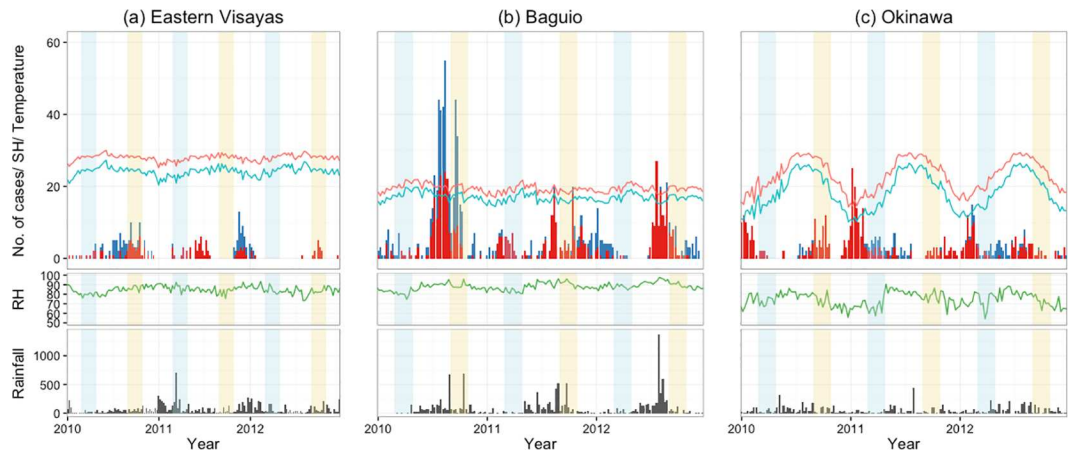 (a) Eastern Visayas
(b) Baguio
(c) Okinawa
No. of cases/ SH/ Temperature
60
40
20
0
RH
100
90
80
70
60
50
Rainfall
1000
500
0
2010
2011
2012
2010
2011
2012
2010
2011
2012
Year
Year
Year